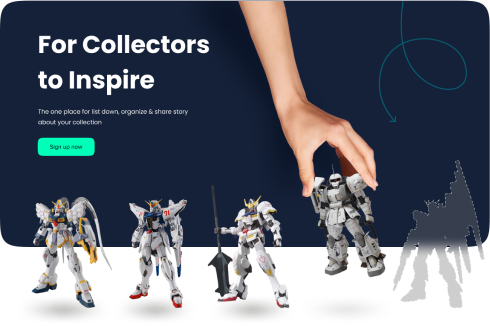 For Collectors
to Inspire
The one place for list down, organize & share story
about your collection
Sign up now